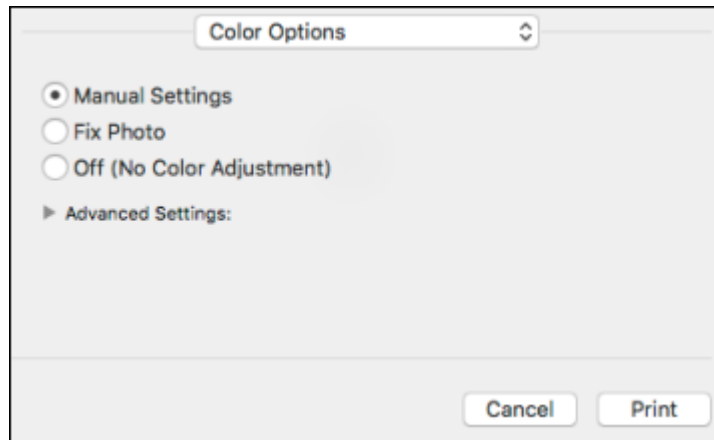 Color Options
Manual Settings
Fix Photo
Off (No Color Adjustment)
Advanced Settings:
Cancel Print